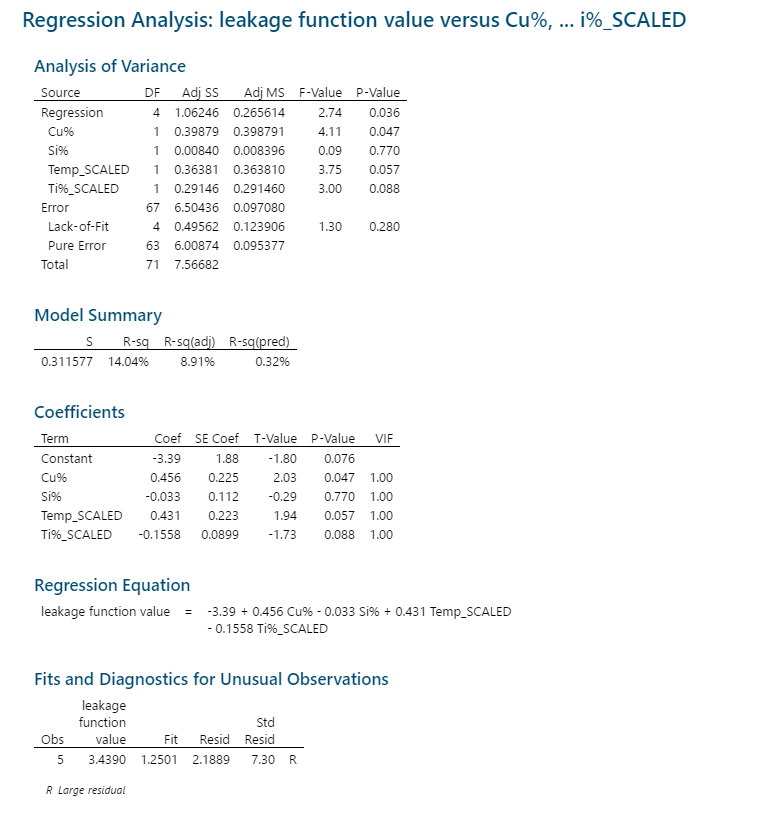 Regression Analysis: leakage function value versus Cu%, ... i%_SCALED
Analysis of Variance
Source DF Adj SS Adj MS F-Value P-Value
Regression 4 1.06246 0.265614 2.74 0.036
Cu% 1 0.39879 0.398791 4.11 0.047
Si% 1 0.00840 0.008396 0.09 0.770
Temp_SCALED 1 0.36381 0.363810 3.75 0.057
Ti%_SCALED 1 0.29146 0.291460 3.00 0.088
Error 67 6.50436 0.097080
Lack-of-Fit 4 0.49562 0.123906 1.30 0.280
Pure Error 63 6.00874 0.095377
Total 71 7.56682
Model Summary
S R-sq R-sq(adj) R-sq(pred)
0.311577 14.04% 8.91% 0.32%
Coefficients
Term Coef SE Coef T-Value P-Value VIF
Constant -3.39 1.88 -1.80 0.076
Cu% 0.456 0.225 2.03 0.047 1.00
Si% -0.033 0.112 -0.29 0.770 1.00
Temp_SCALED 0.431 0.223 1.94 0.057 1.00
Ti%_SCALED -0.1558 0.0899 -1.73 0.088 1.00
Regression Equation
leakage function value = -3.39 + 0.456 Cu% - 0.033 Si% + 0.431 Temp_SCALED
- 0.1558 Ti%_SCALED
Fits and Diagnostics for Unusual Observations
leakage
function Std
Obs value Fit Resid Resid
5 3.4390 1.2501 2.1889 7.30 R
R Large residual